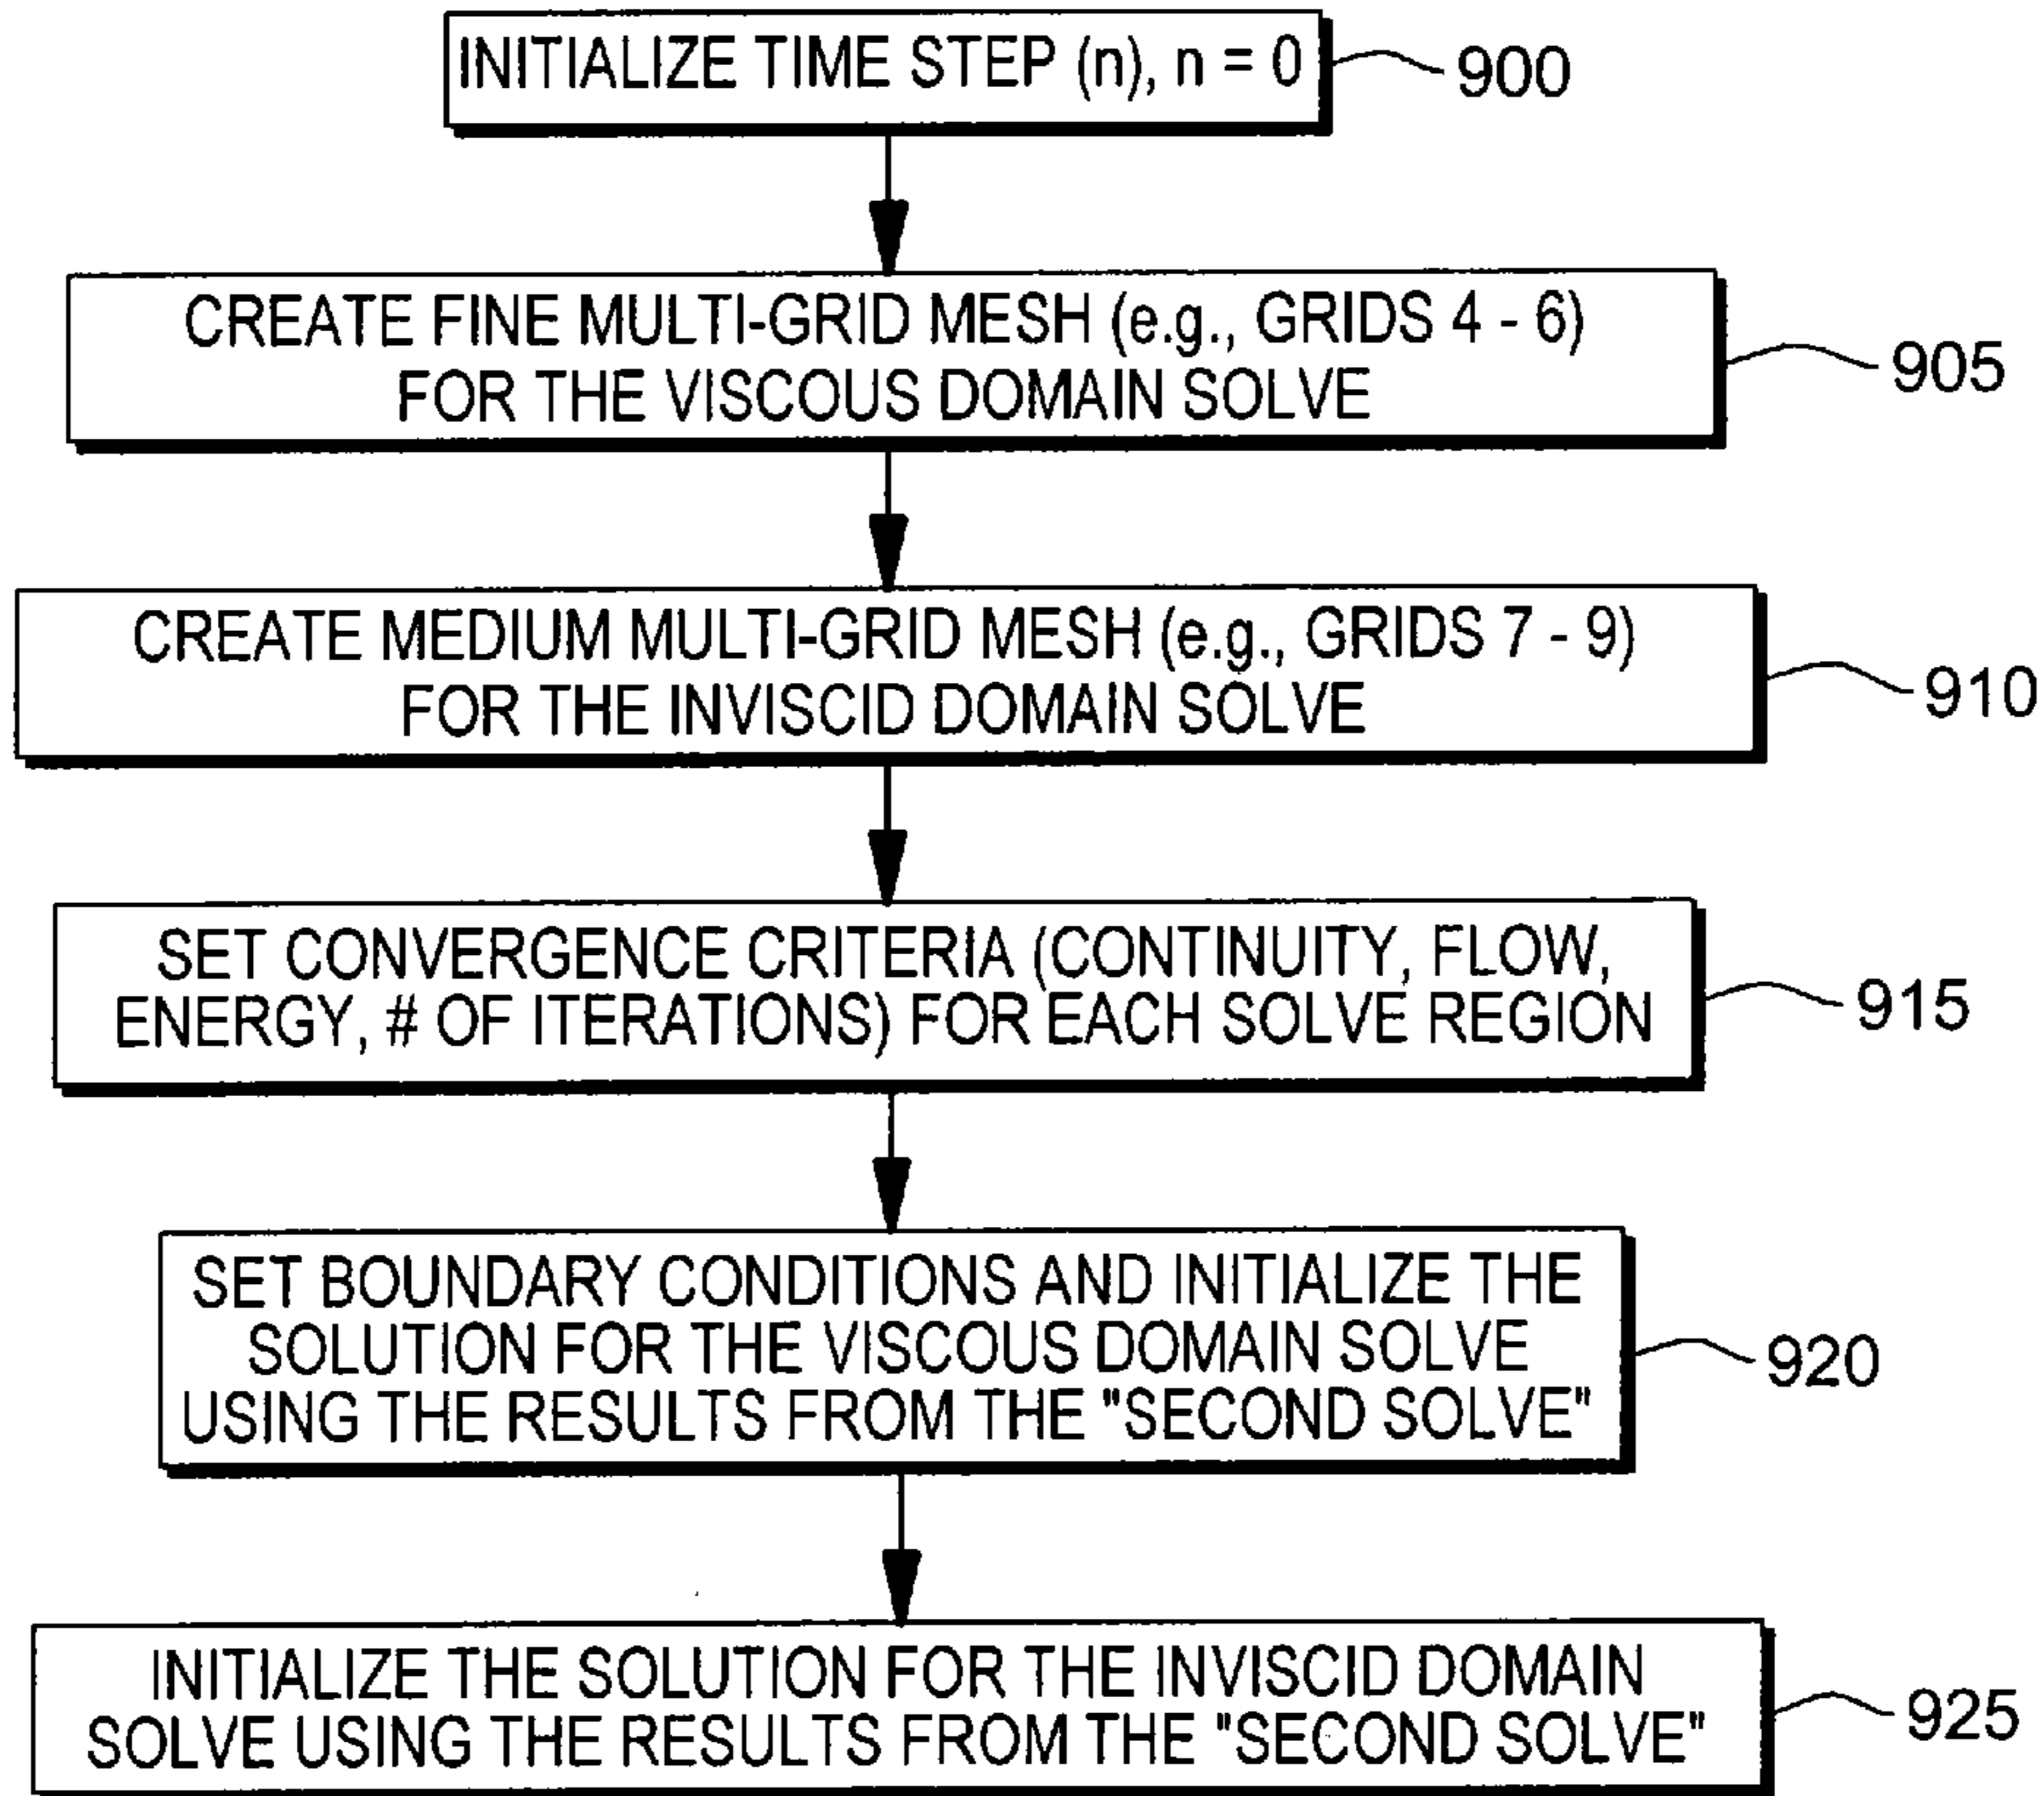 INITIALIZE TIME STEP (n), n = 0
900
CREATE FINE MULTI-GRID MESH (e.g., GRIDS 4 - 6)
FOR THE VISCOUS DOMAIN SOLVE
905
CREATE MEDIUM MULTI-GRID MESH (e.g., GRIDS 7 - 9)
FOR THE INVISCID DOMAIN SOLVE
910
SET CONVERGENCE CRITERIA (CONTINUITY, FLOW,
ENERGY, # OF ITERATIONS) FOR EACH SOLVE REGION
915
SET BOUNDARY CONDITIONS AND INITIALIZE THE
SOLUTION FOR THE VISCOUS DOMAIN SOLVE
USING THE RESULTS FROM THE "SECOND SOLVE"
920
INITIALIZE THE SOLUTION FOR THE INVISCID DOMAIN
SOLVE USING THE RESULTS FROM THE "SECOND SOLVE"
925